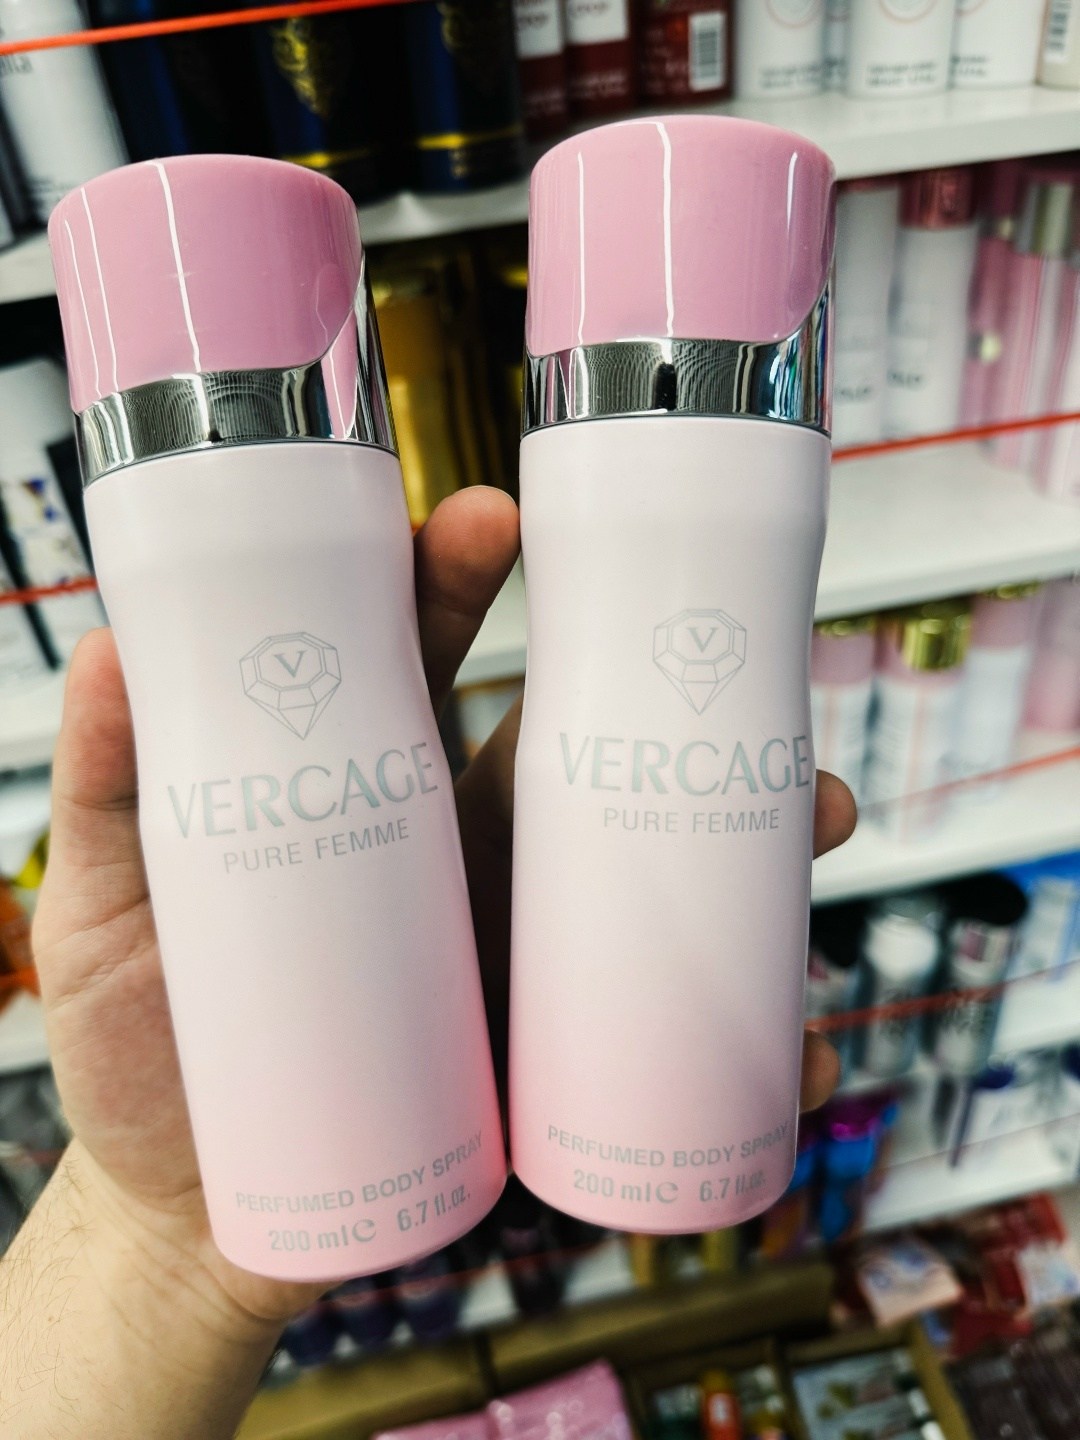 V
VERCAGE
PURE FEMME
PERFUMED BODY SPRAY
200 ml e 6.7 fl.oz.
V
VERCAGE
PURE FEMME
PERFUMED BODY SPRAY
200 ml e 6.7 fl.oz.